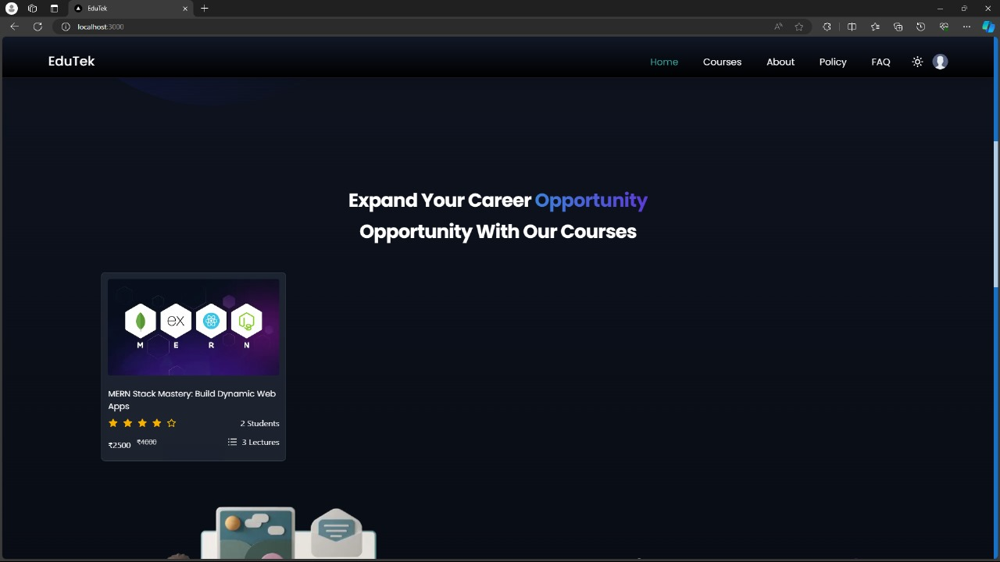 EduTek
localhost:3000
EduTek
Home
Courses
About
Policy
FAQ
Expand Your Career Opportunity
Opportunity With Our Courses
ex
M E R N
MERN Stack Mastery: Build Dynamic Web
Apps
2 Students
₹2500 ₹4000
3 Lectures